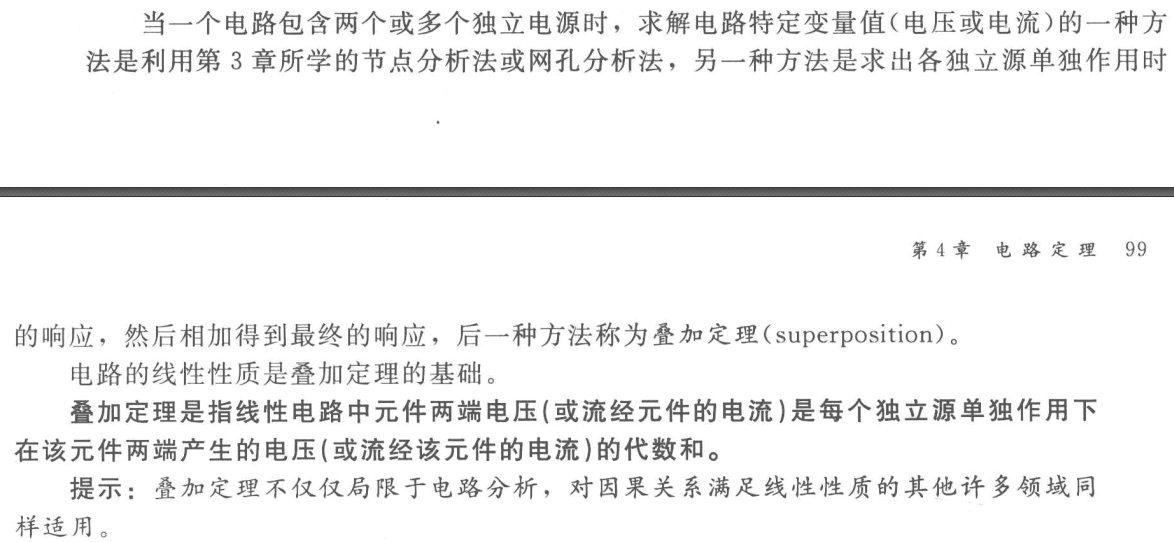 当一个电路包含两个或多个独立电源时，求解电路特定变量值(电压或电流)的一种方
法是利用第 3 章所学的节点分析法或网孔分析法，另一种方法是求出各独立源单独作用时
第 4 章 电路定理 99
的响应，然后相加得到最终的响应，后一种方法称为叠加定理(superposition)。
电路的线性性质是叠加定理的基础。
叠加定理是指线性电路中元件两端电压(或流经元件的电流)是每个独立源单独作用下
在该元件两端产生的电压(或流经该元件的电流)的代数和。
提示：叠加定理不仅仅局限于电路分析，对因果关系满足线性性质的其他许多领域同
样适用。